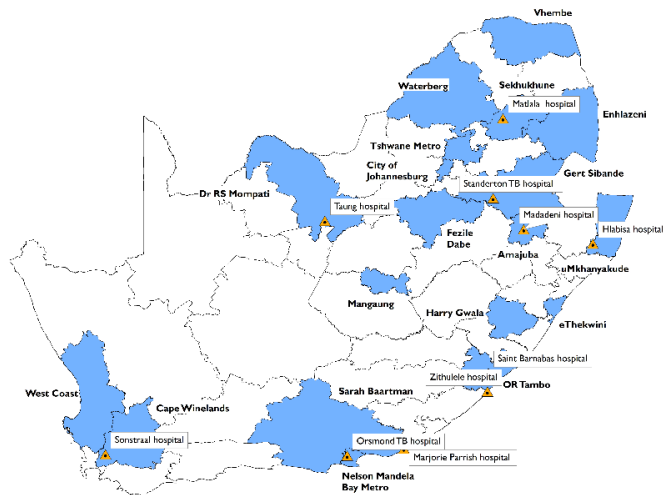 Vhembe
Waterberg
Sekhukhune
Matlala hospital
Enhlazeni
Tshwane Metro
City of
Johannesburg
Gert Sibande
Standerton TB hospital
Dr RS Mompati
Taung hospital
Madadeni hospital
Hlabisa hospital
Fezile
Dabe
Amajuba
uMkhanyakude
Mangaung
Harry Gwala
eThekwini
Saint Barnabas hospital
Zithulele hospital
OR Tambo
West Coast
Cape Winelands
Sarah Baartman
Sonstraal hospital
Orsmond TB hospital
Marjorie Parrish hospital
Nelson Mandela
Bay Metro